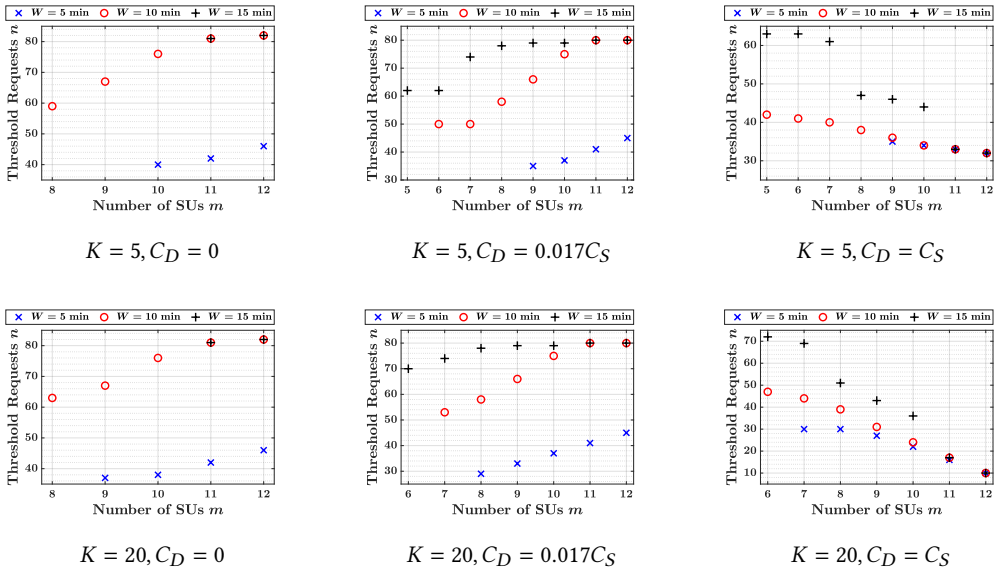 W = 5 min W = 10 min W = 15 min
Threshold Requests n
80
70
60
50
40
8 9 10 11 12
Number of SUs m
K = 5, C_D = 0
W = 5 min W = 10 min W = 15 min
Threshold Requests n
80
70
60
50
40
30
5 6 7 8 9 10 11 12
Number of SUs m
K = 5, C_D = 0.017C_S
W = 5 min W = 10 min W = 15 min
Threshold Requests n
60
50
40
30
5 6 7 8 9 10 11 12
Number of SUs m
K = 5, C_D = C_S
W = 5 min W = 10 min W = 15 min
Threshold Requests n
80
70
60
50
40
8 9 10 11 12
Number of SUs m
K = 20, C_D = 0
W = 5 min W = 10 min W = 15 min
Threshold Requests n
80
70
60
50
40
30
6 7 8 9 10 11 12
Number of SUs m
K = 20, C_D = 0.017C_S
W = 5 min W = 10 min W = 15 min
Threshold Requests n
70
60
50
40
30
20
10
6 7 8 9 10 11 12
Number of SUs m
K = 20, C_D = C_S